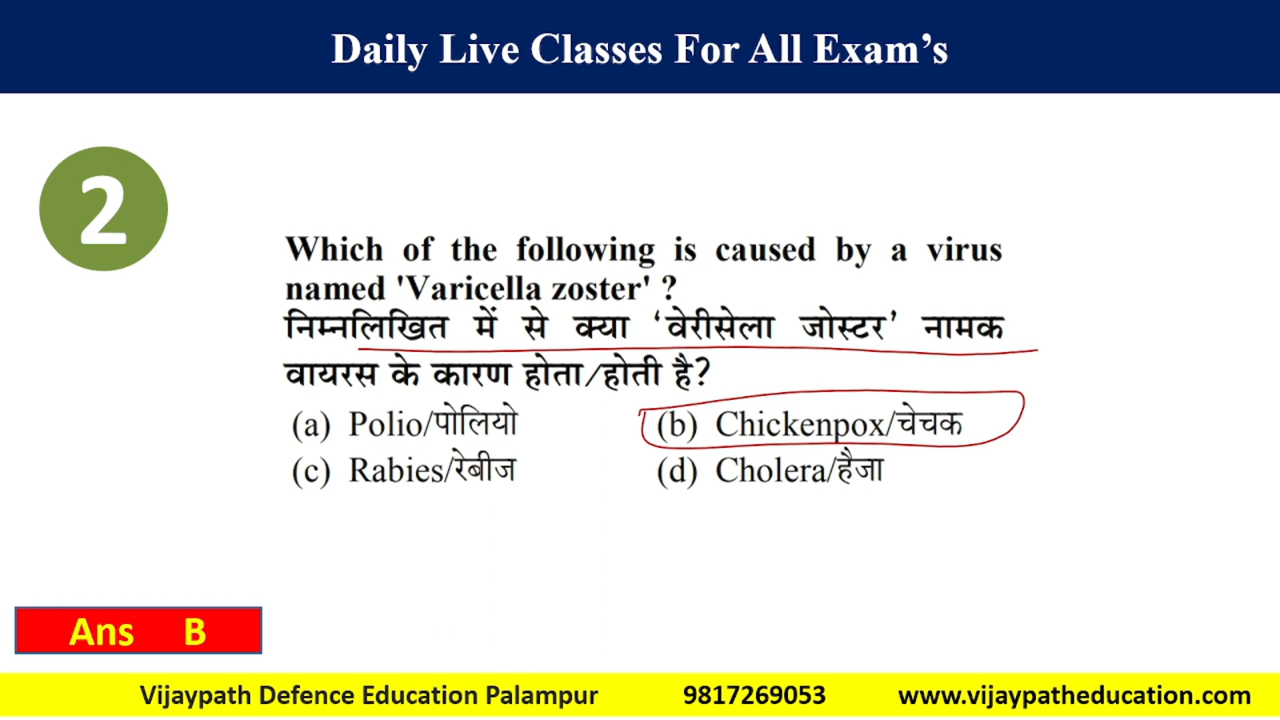 Daily Live Classes For All Exam’s
2
Which of the following is caused by a virus
named 'Varicella zoster' ?
निम्नलिखित में से क्या ‘वेरीसेला जोस्टर’ नामक
वायरस के कारण होता/होती है?
(a) Polio/पोलियो (b) Chickenpox/चेचक
(c) Rabies/रेबीज (d) Cholera/हैजा
Ans B
Vijaypath Defence Education Palampur 9817269053 www.vijaypatheducation.com